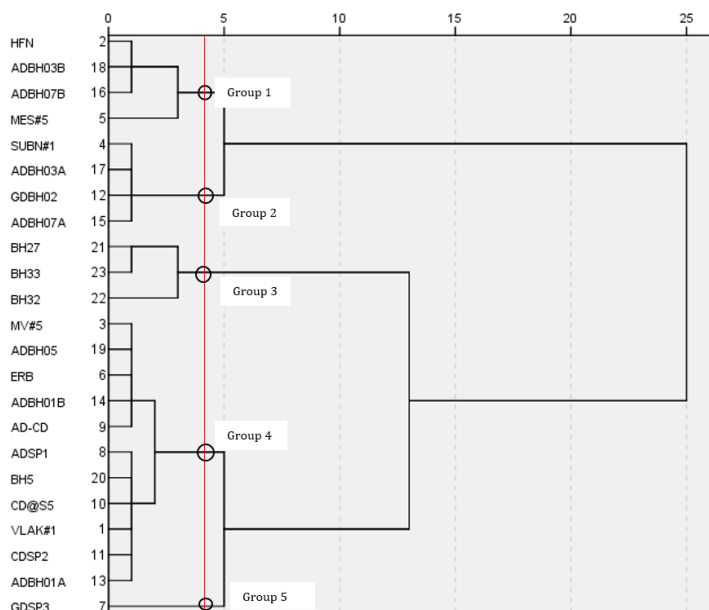 0 5 10 15 20 25
HFN 2
ADBH03B 18
ADBH07B 16
Group 1
MES#5 5
SUBN#1 4
ADBH03A 17
GDBH02 12
Group 2
ADBH07A 15
BH27 21
BH33 23
Group 3
BH32 22
MV#5 3
ADBH05 19
ERB 6
ADBH01B 14
AD-CD 9
Group 4
ADSP1 8
BH5 20
CD@S5 10
VLAK#1 1
CDSP2 11
ADBH01A 13
Group 5
GDSP3 7